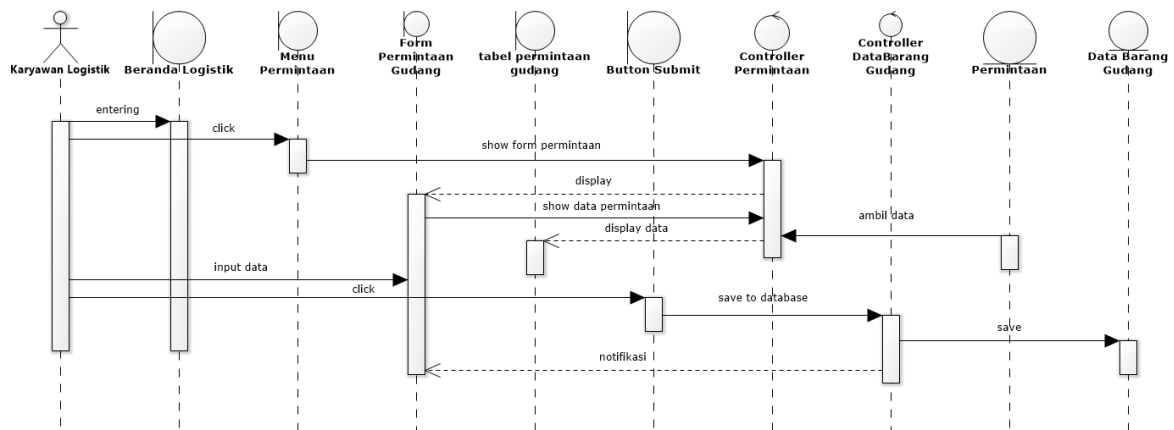 Karyawan Logistik
Beranda Logistik
Menu
Permintaan
Form
Permintaan
Gudang
tabel permintaan
gudang
Button Submit
Controller
Permintaan
Controller
DataBarang
Gudang
Permintaan
Data Barang
Gudang
entering
click
show form permintaan
display
show data permintaan
ambil data
display data
input data
click
save to database
save
notifikasi